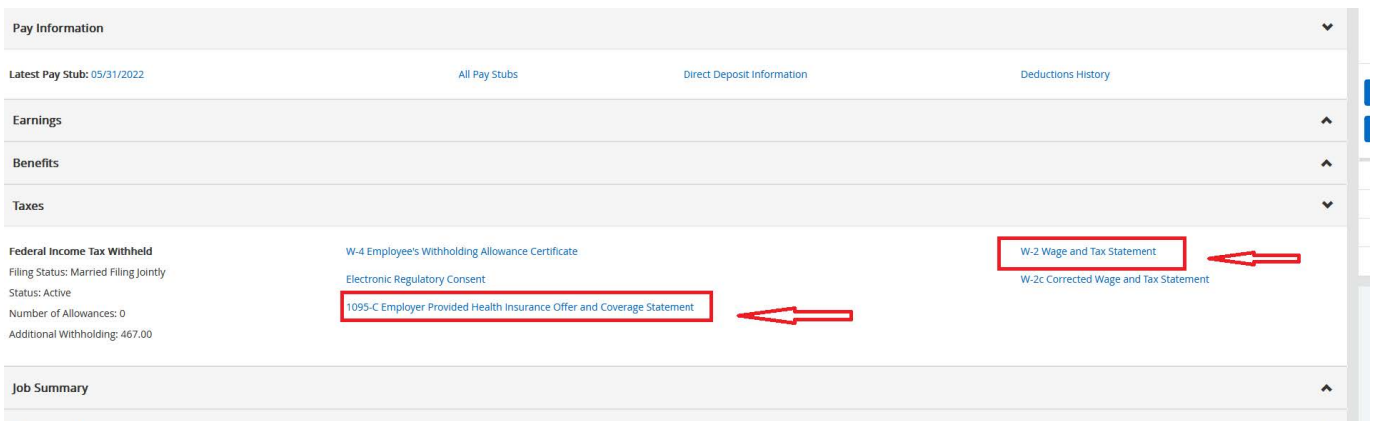 Pay Information
Latest Pay Stub: 05/31/2022
All Pay Stubs
Direct Deposit Information
Deductions History
Earnings
Benefits
Taxes
Federal Income Tax Withheld
Filing Status: Married Filing Jointly
Status: Active
Number of Allowances: 0
Additional Withholding: 467.00
W-4 Employee's Withholding Allowance Certificate
Electronic Regulatory Consent
1095-C Employer Provided Health Insurance Offer and Coverage Statement
W-2 Wage and Tax Statement
W-2c Corrected Wage and Tax Statement
Job Summary